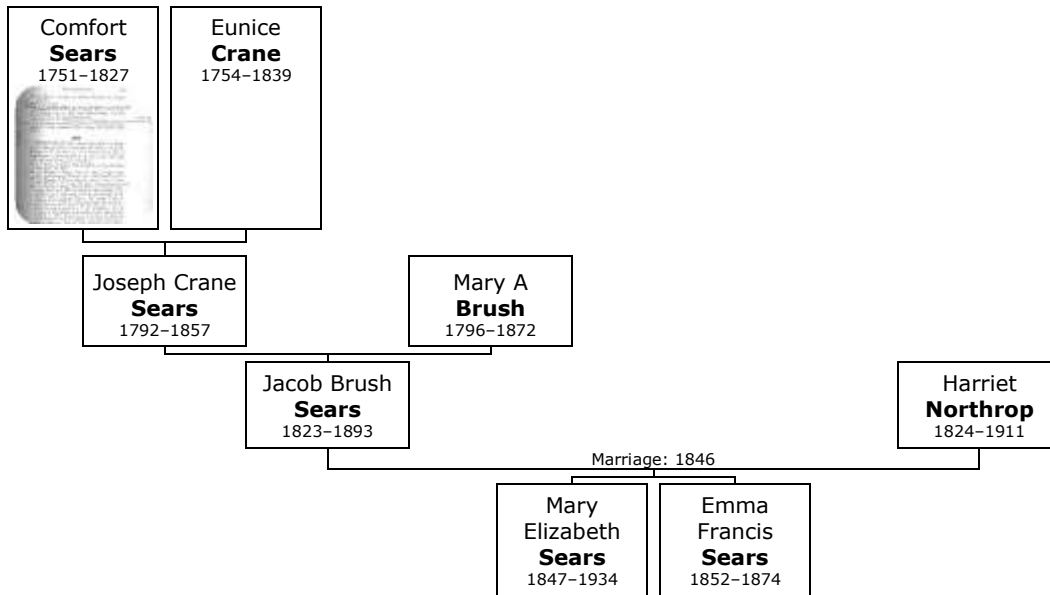 Comfort
Sears
1751–1827
Eunice
Crane
1754–1839
Joseph Crane
Sears
1792–1857
Mary A
Brush
1796–1872
Jacob Brush
Sears
1823–1893
Harriet
Northrop
1824–1911
Marriage: 1846
Mary
Elizabeth
Sears
1847–1934
Emma
Francis
Sears
1852–1874